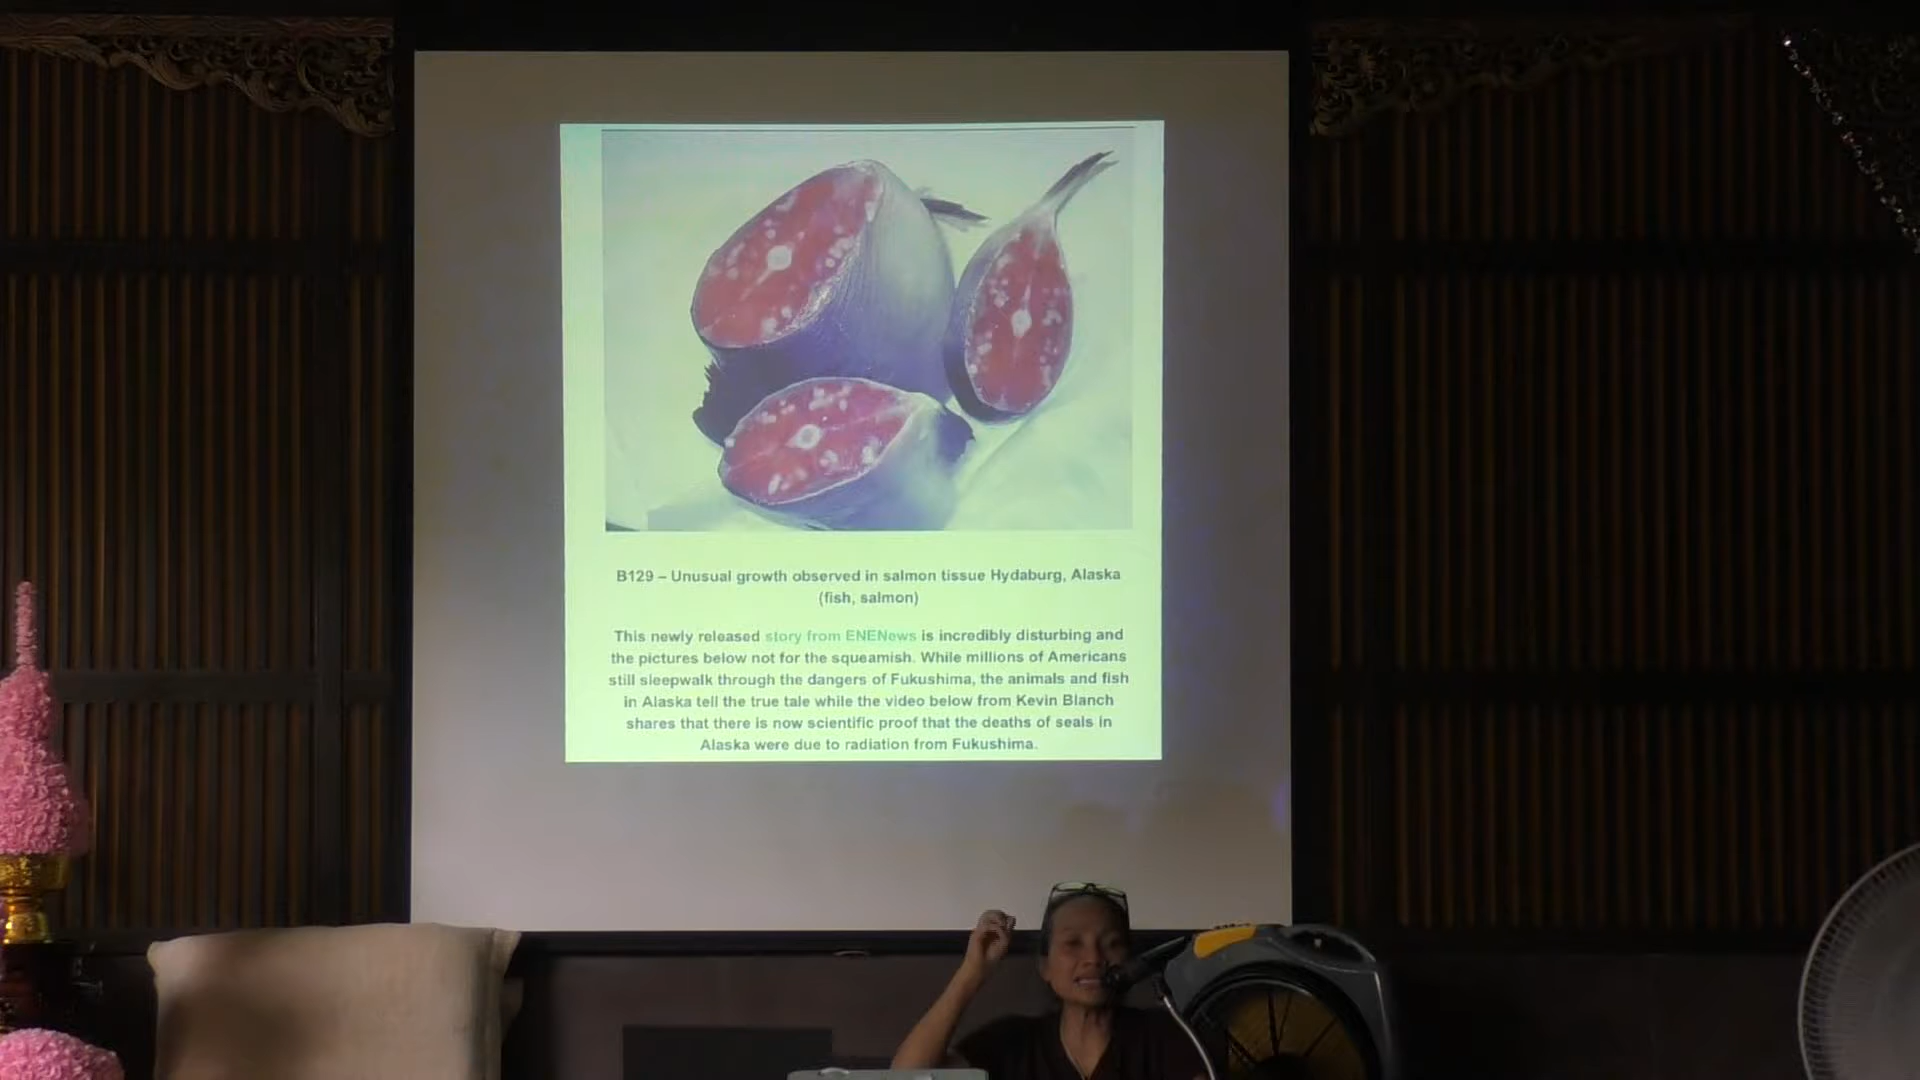 B129 – Unusual growth observed in salmon tissue Hydaburg, Alaska
(fish, salmon)
This newly released story from ENENews is incredibly disturbing and
the pictures below not for the squeamish. While millions of Americans
still sleepwalk through the dangers of Fukushima, the animals and fish
in Alaska tell the true tale while the video below from Kevin Blanch
shares that there is now scientific proof that the deaths of seals in
Alaska were due to radiation from Fukushima.